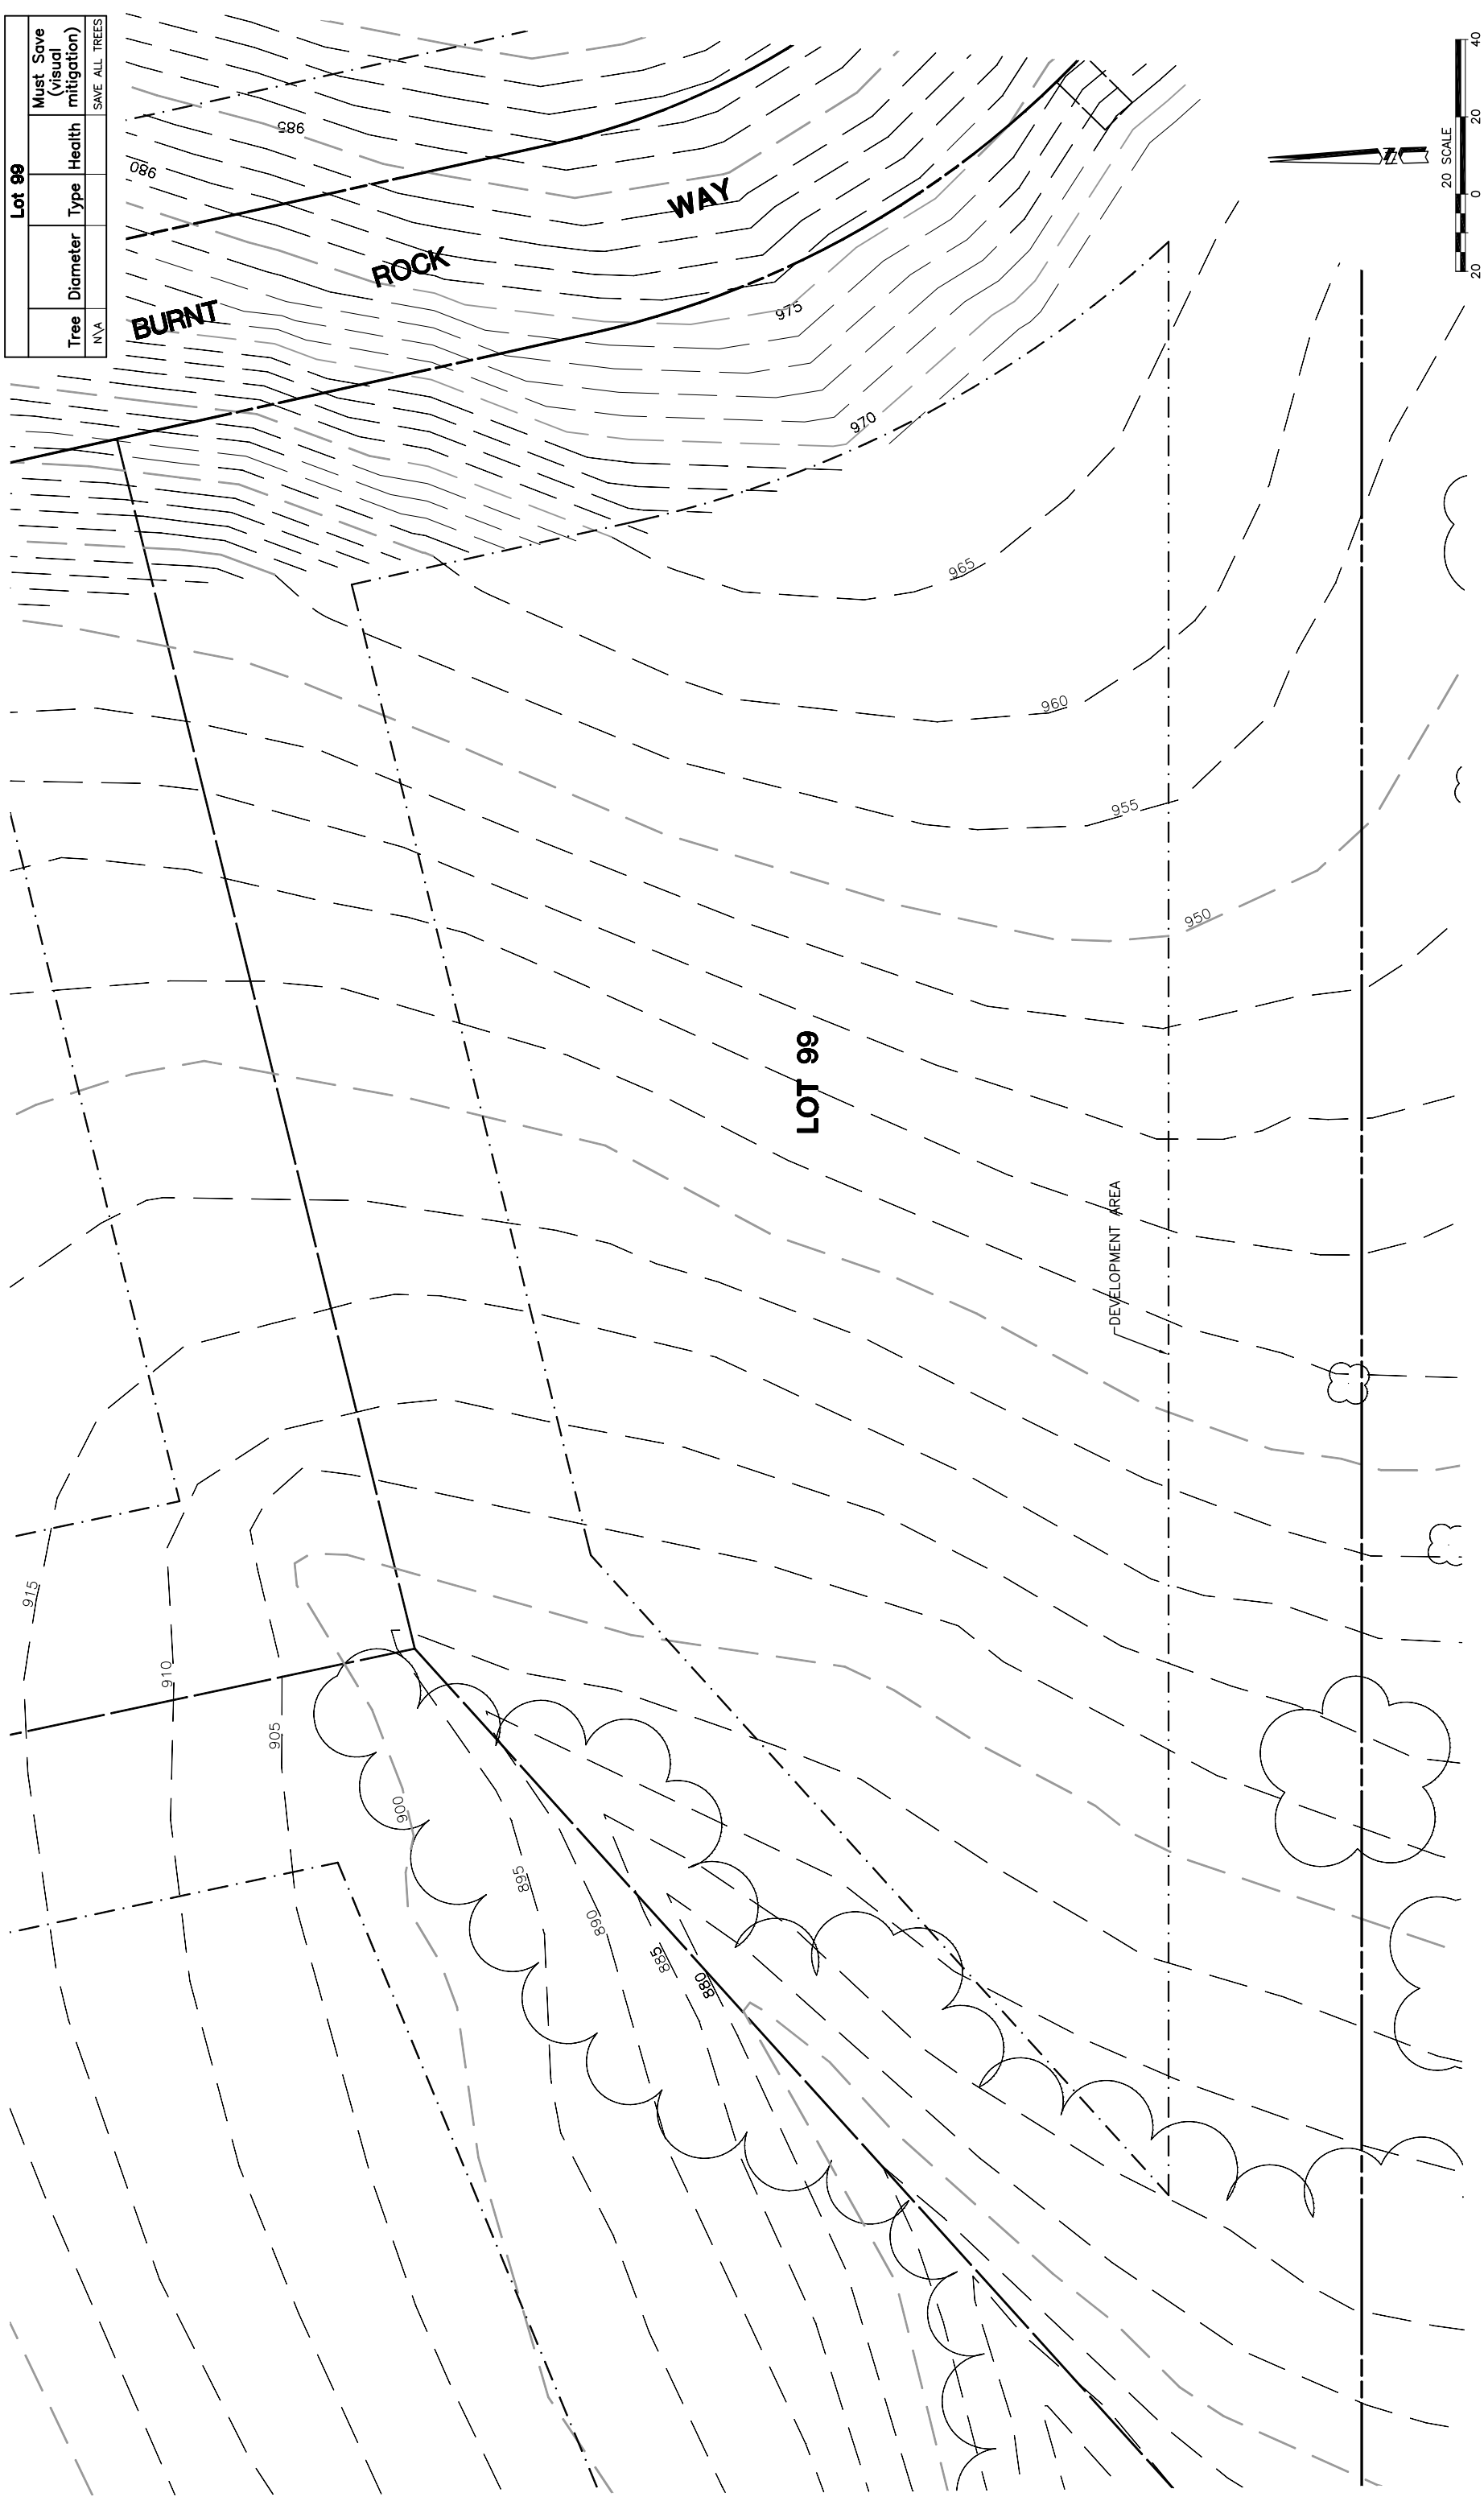 Lot 99
Tree Diameter Type Health Must Save
(visual
mitigation)
N\A SAVE ALL TREES
985
980
BURNT ROCK WAY
975
970
965
960
955
950
LOT 99
DEVELOPMENT AREA
915
910
905
900
895
890
885
880
N
20 SCALE
20 0 20 40